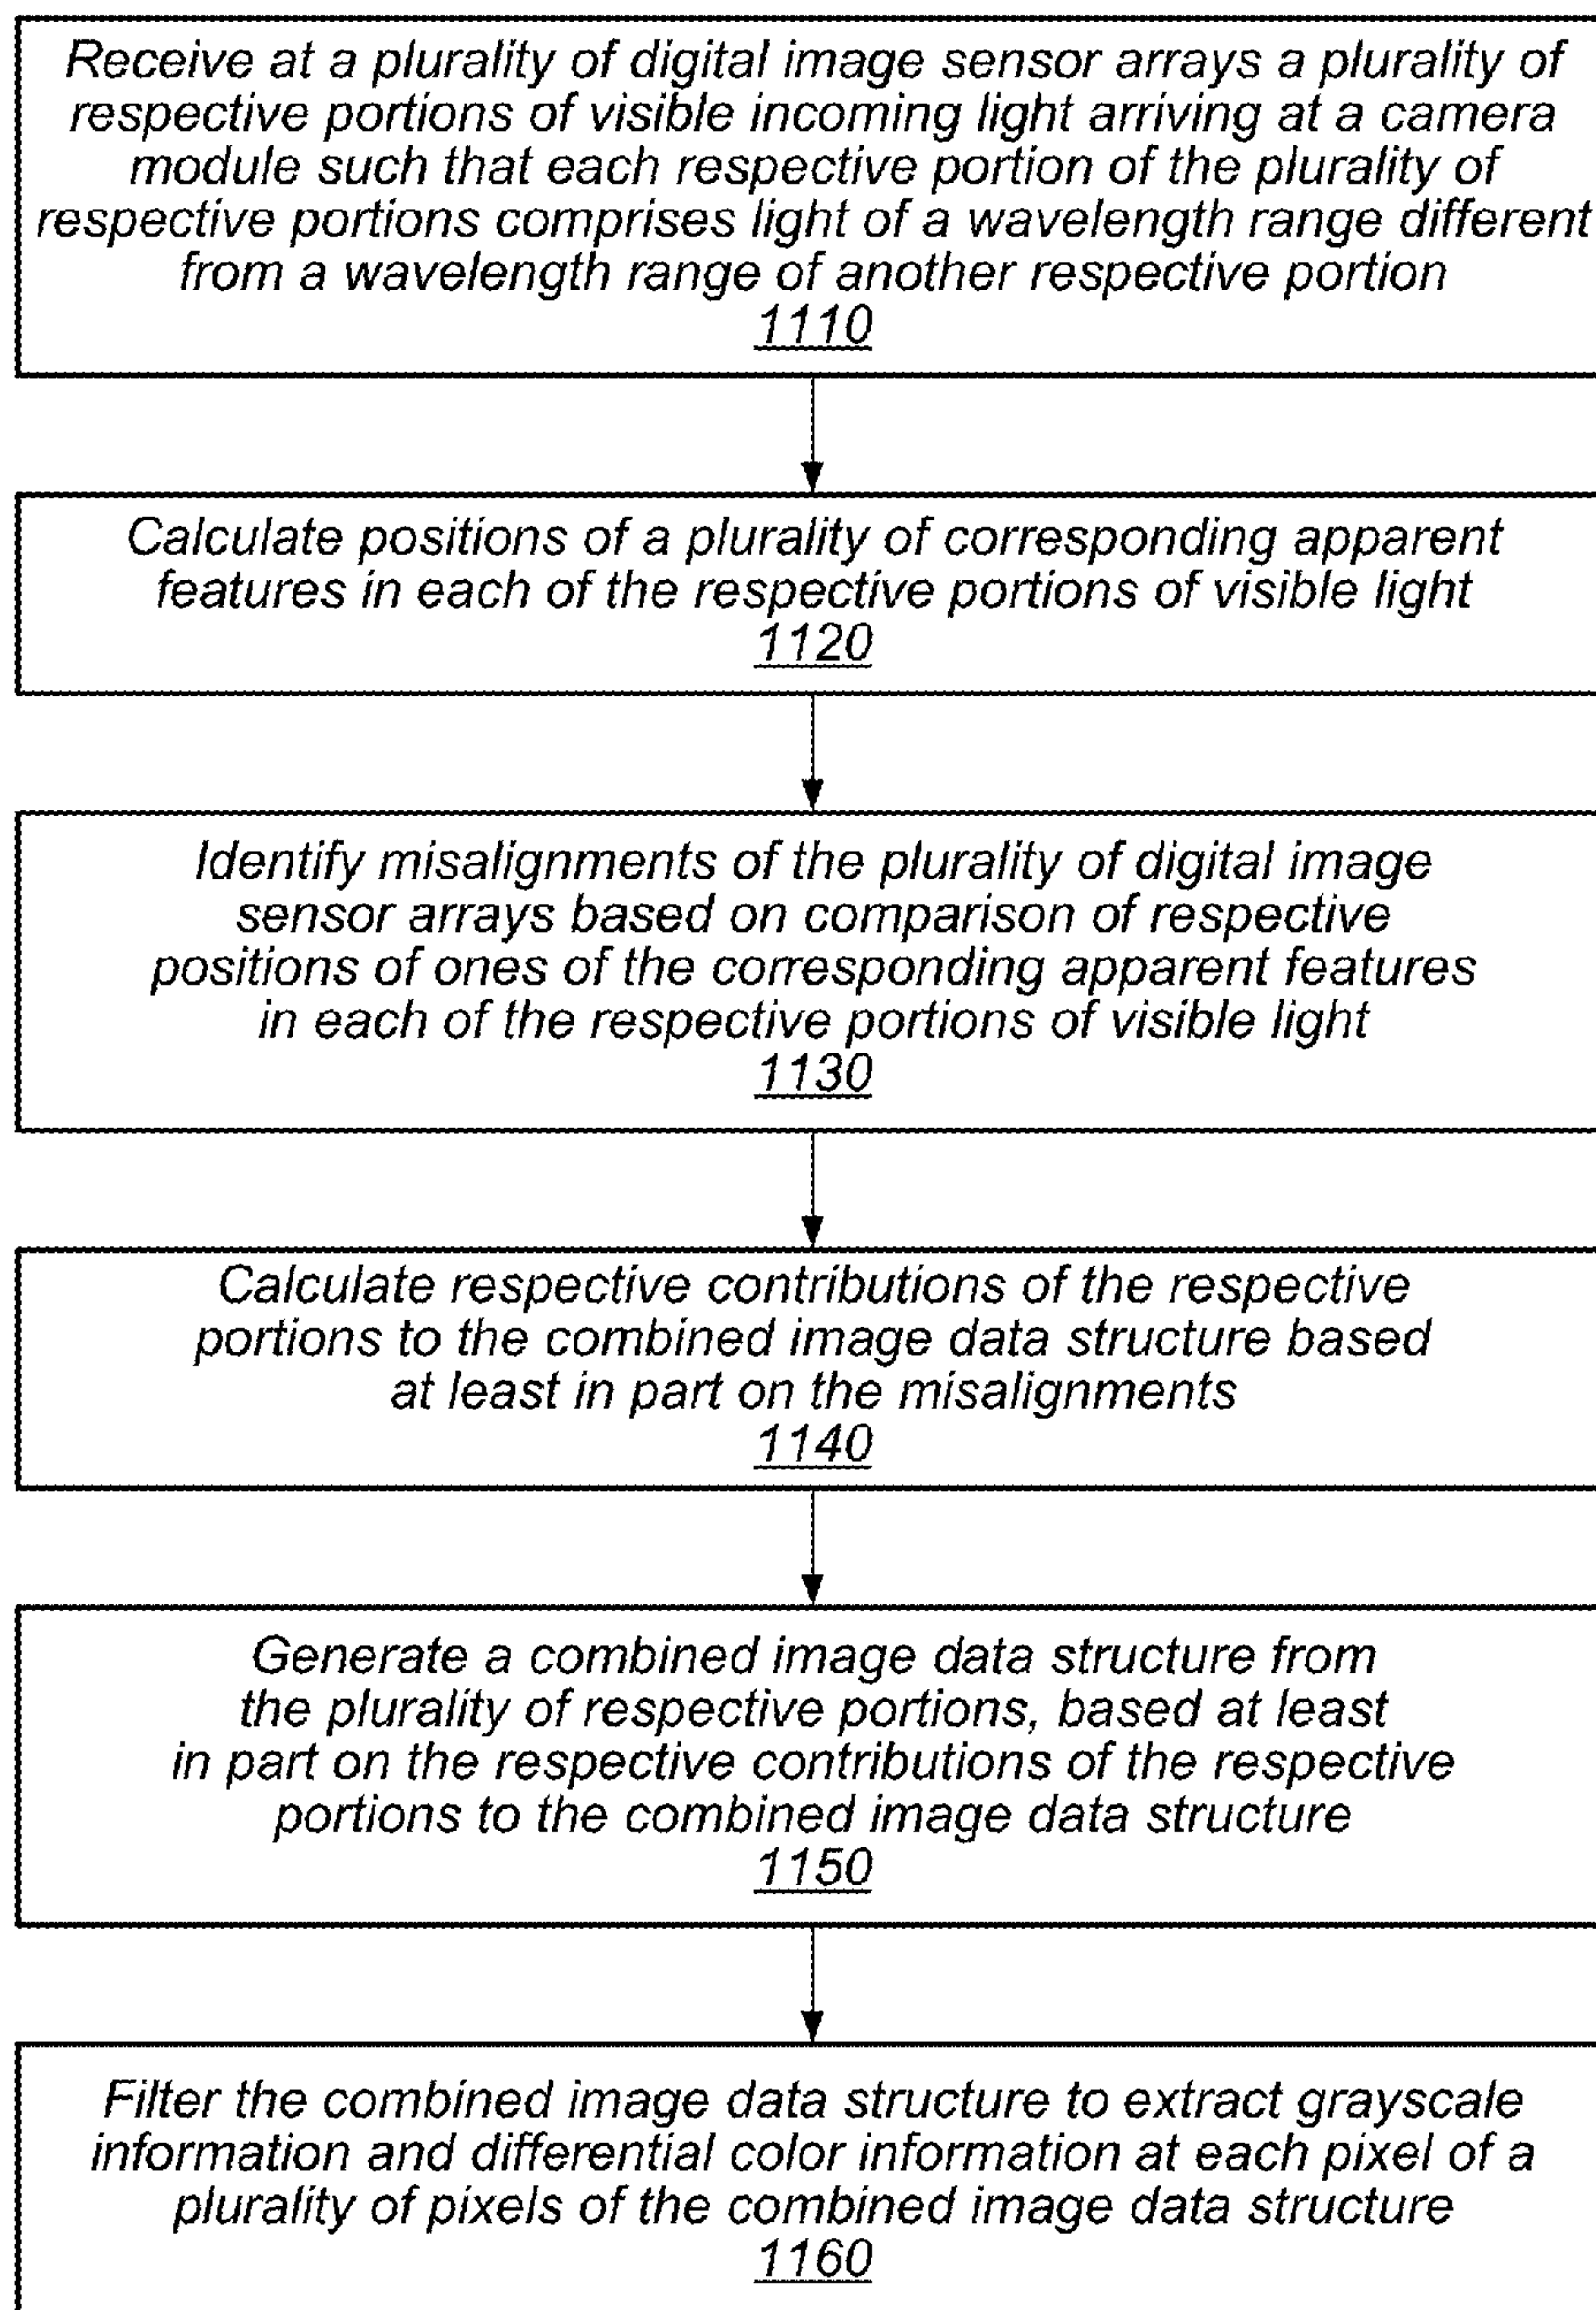 Receive at a plurality of digital image sensor arrays a plurality of
respective portions of visible incoming light arriving at a camera
module such that each respective portion of the plurality of
respective portions comprises light of a wavelength range different
from a wavelength range of another respective portion
1110
Calculate positions of a plurality of corresponding apparent
features in each of the respective portions of visible light
1120
Identify misalignments of the plurality of digital image
sensor arrays based on comparison of respective
positions of ones of the corresponding apparent features
in each of the respective portions of visible light
1130
Calculate respective contributions of the respective
portions to the combined image data structure based
at least in part on the misalignments
1140
Generate a combined image data structure from
the plurality of respective portions, based at least
in part on the respective contributions of the respective
portions to the combined image data structure
1150
Filter the combined image data structure to extract grayscale
information and differential color information at each pixel of a
plurality of pixels of the combined image data structure
1160